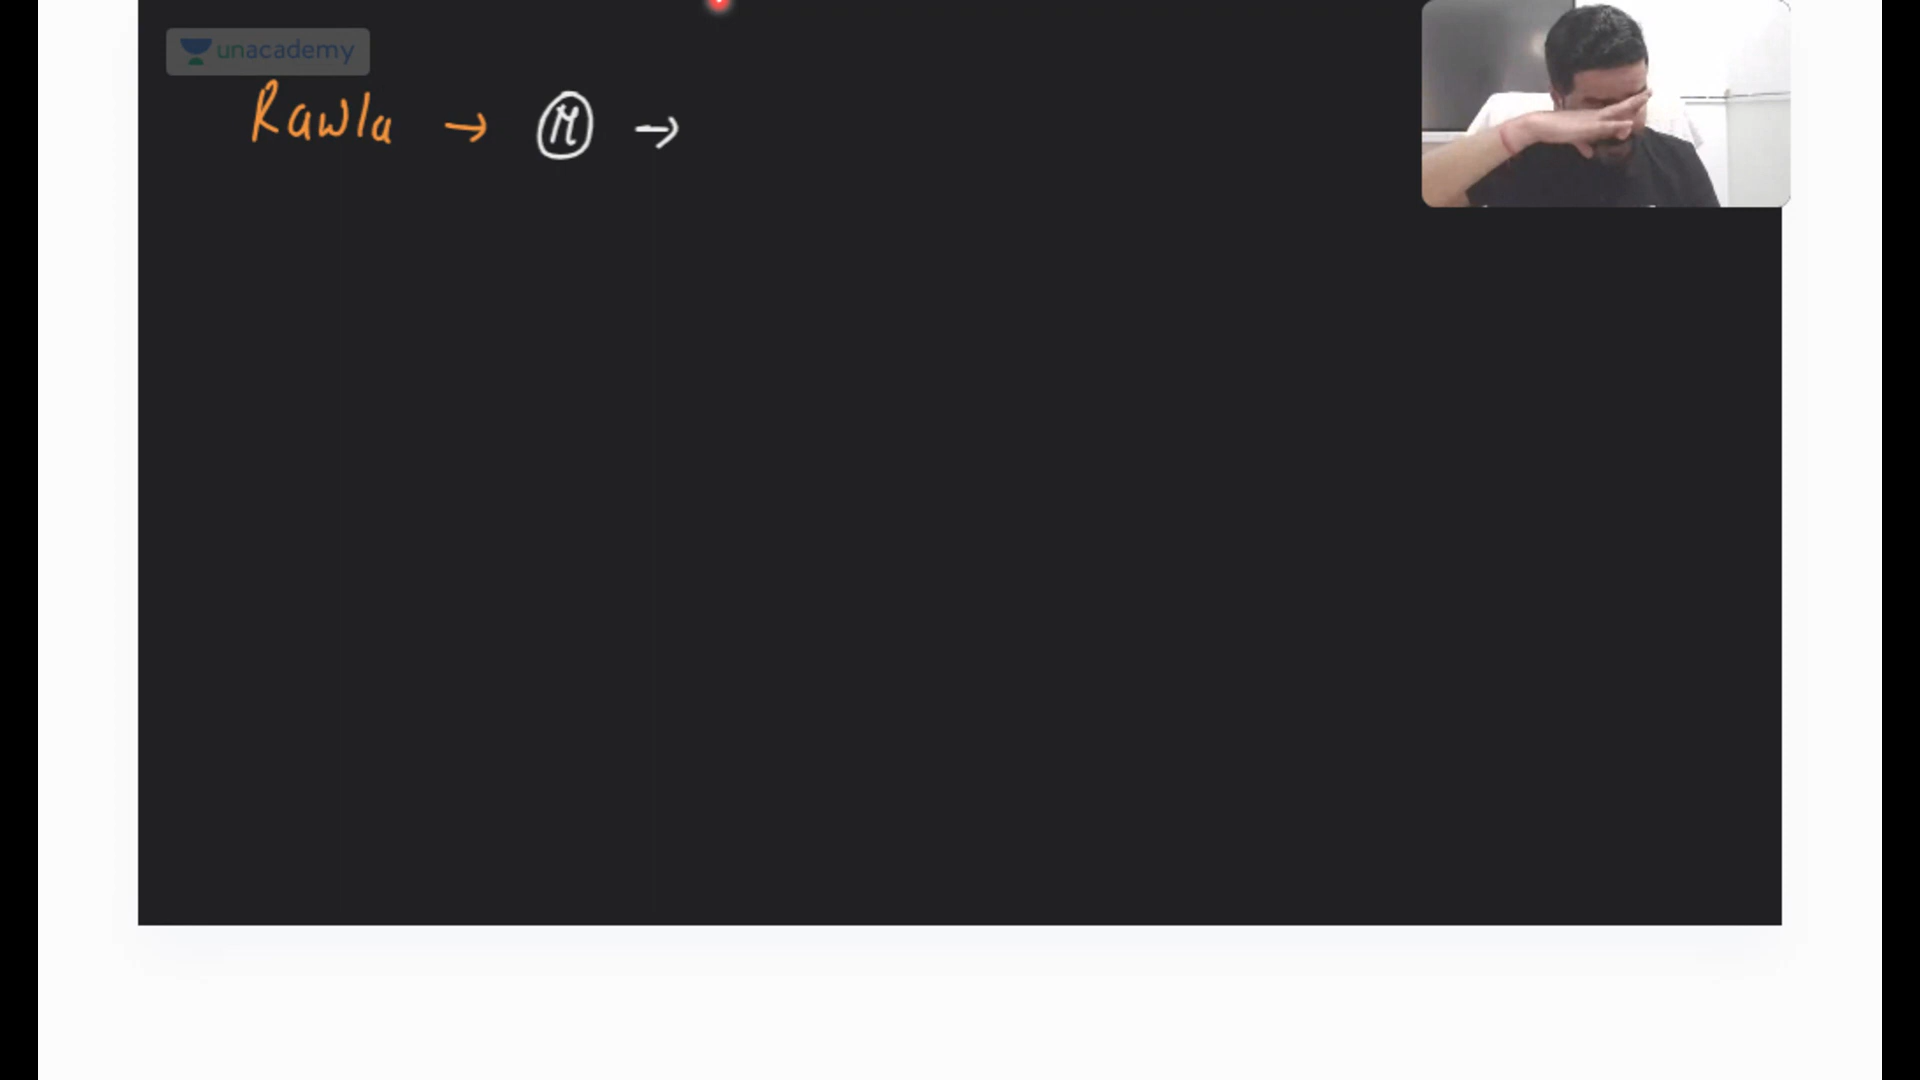 unacademy
Rawla → Ⓜ →